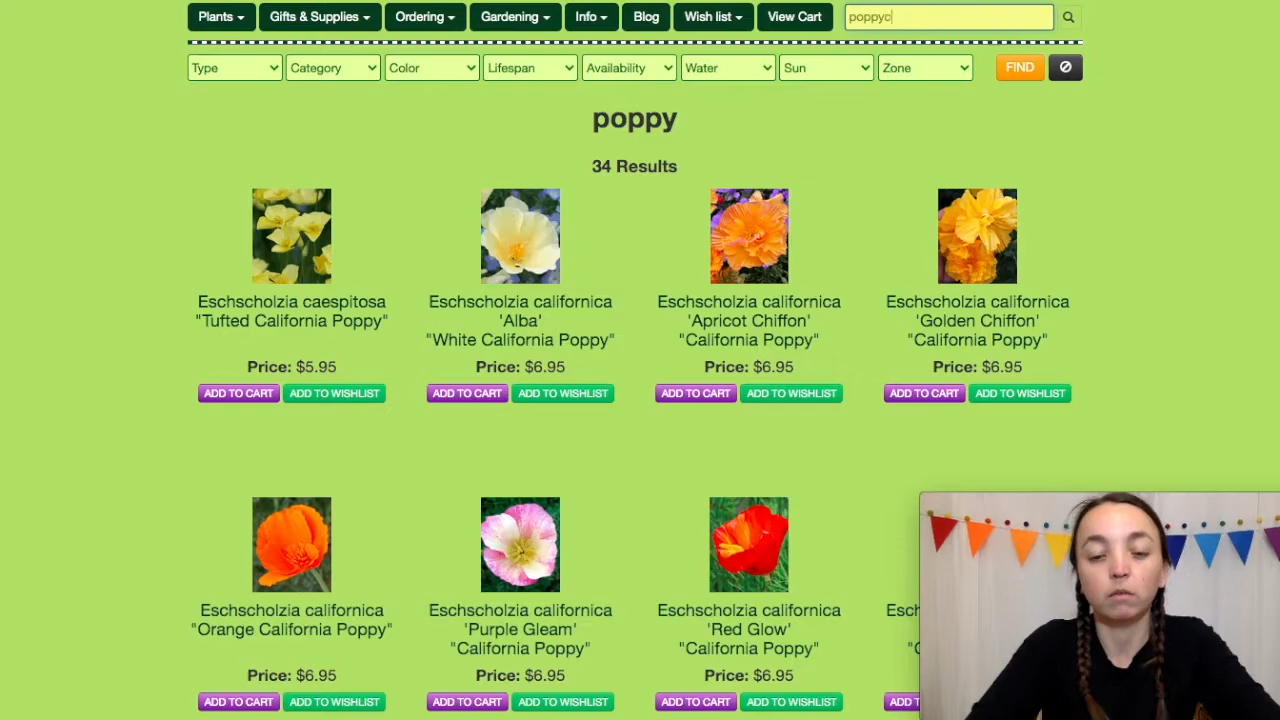 Plants
Gifts & Supplies
Ordering
Gardening
Info
Blog
Wish list
View Cart
poppyc
Type
Category
Color
Lifespan
Availability
Water
Sun
Zone
FIND
poppy
34 Results
Eschscholzia caespitosa
"Tufted California Poppy"
Price: $5.95
ADD TO CART ADD TO WISHLIST
Eschscholzia californica
'Alba'
"White California Poppy"
Price: $6.95
ADD TO CART ADD TO WISHLIST
Eschscholzia californica
'Apricot Chiffon'
"California Poppy"
Price: $6.95
ADD TO CART ADD TO WISHLIST
Eschscholzia californica
'Golden Chiffon'
"California Poppy"
Price: $6.95
ADD TO CART ADD TO WISHLIST
Eschscholzia californica
"Orange California Poppy"
Price: $6.95
ADD TO CART ADD TO WISHLIST
Eschscholzia californica
'Purple Gleam'
"California Poppy"
Price: $6.95
ADD TO CART ADD TO WISHLIST
Eschscholzia californica
'Red Glow'
"California Poppy"
Price: $6.95
ADD TO CART ADD TO WISHLIST